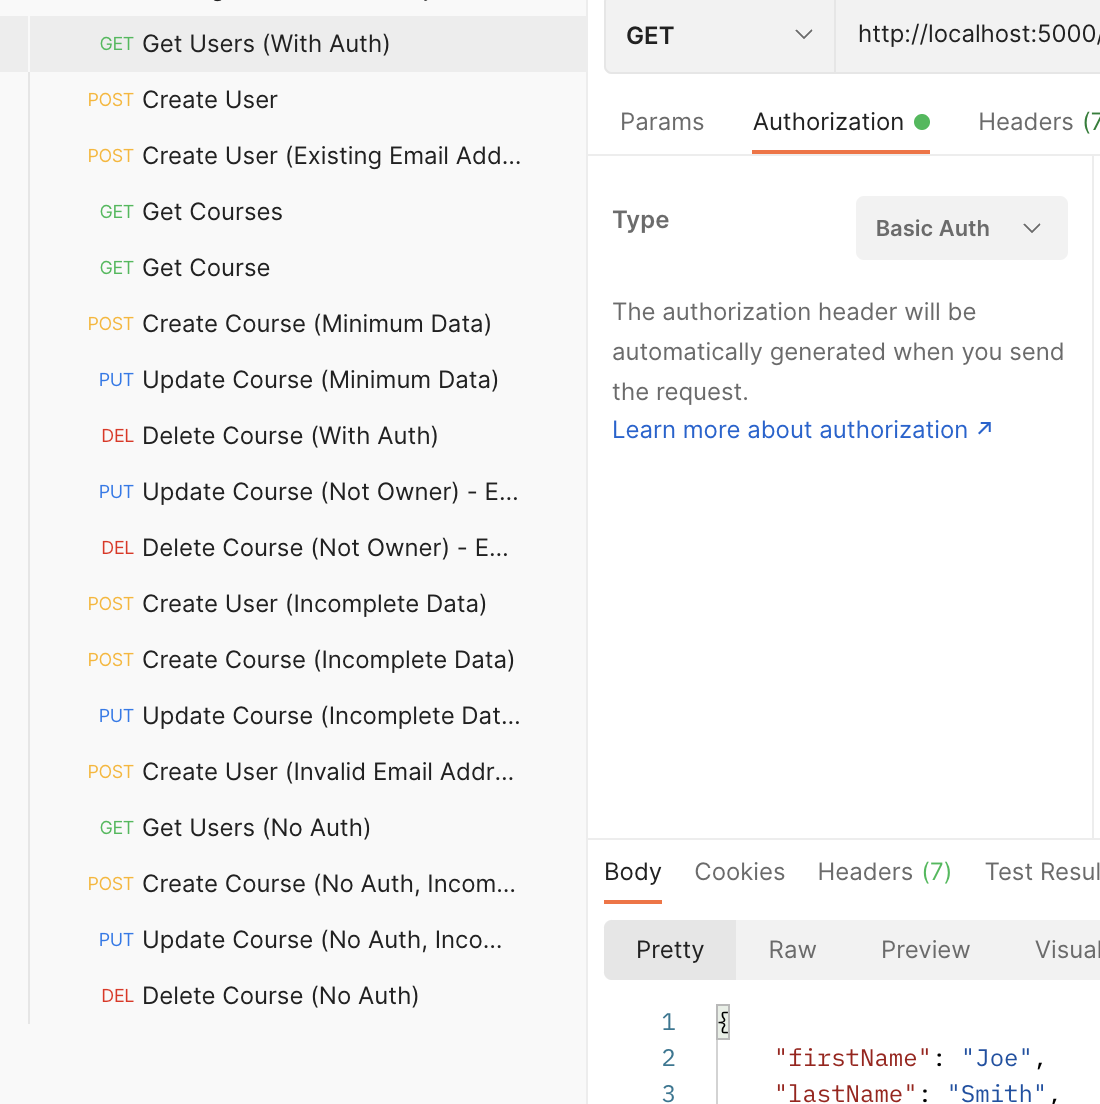 GET Get Users (With Auth)
POST Create User
POST Create User (Existing Email Add...
GET Get Courses
GET Get Course
POST Create Course (Minimum Data)
PUT Update Course (Minimum Data)
DEL Delete Course (With Auth)
PUT Update Course (Not Owner) - E...
DEL Delete Course (Not Owner) - E...
POST Create User (Incomplete Data)
POST Create Course (Incomplete Data)
PUT Update Course (Incomplete Dat...
POST Create User (Invalid Email Addr...
GET Get Users (No Auth)
POST Create Course (No Auth, Incom...
PUT Update Course (No Auth, Inco...
DEL Delete Course (No Auth)
GET http://localhost:5000/
Params Authorization Headers (7
Type Basic Auth
The authorization header will be
automatically generated when you send
the request.
Learn more about authorization ↗
Body Cookies Headers (7) Test Resul
Pretty Raw Preview Visual
1 {
2 "firstName": "Joe",
3 "lastName": "Smith",